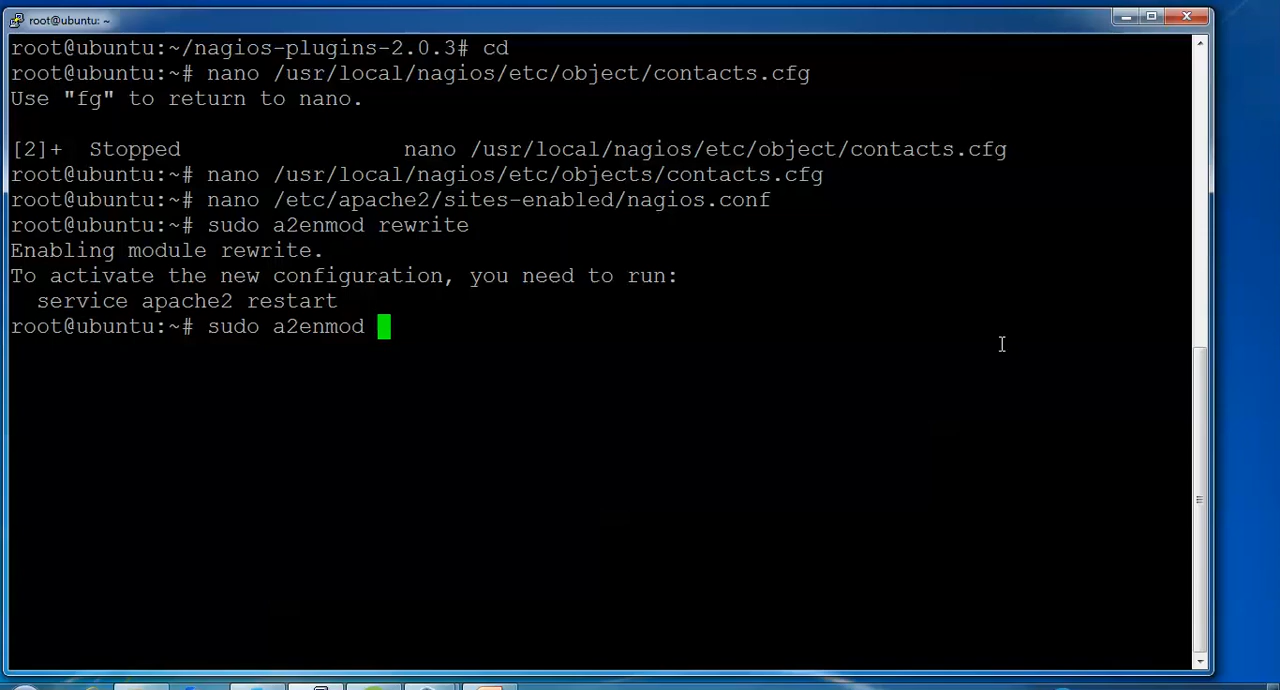 root@ubuntu: ~
root@ubuntu:~/nagios-plugins-2.0.3# cd
root@ubuntu:~# nano /usr/local/nagios/etc/object/contacts.cfg
Use "fg" to return to nano.
[2]+  Stopped                 nano /usr/local/nagios/etc/object/contacts.cfg
root@ubuntu:~# nano /usr/local/nagios/etc/objects/contacts.cfg
root@ubuntu:~# nano /etc/apache2/sites-enabled/nagios.conf
root@ubuntu:~# sudo a2enmod rewrite
Enabling module rewrite.
To activate the new configuration, you need to run:
  service apache2 restart
root@ubuntu:~# sudo a2enmod